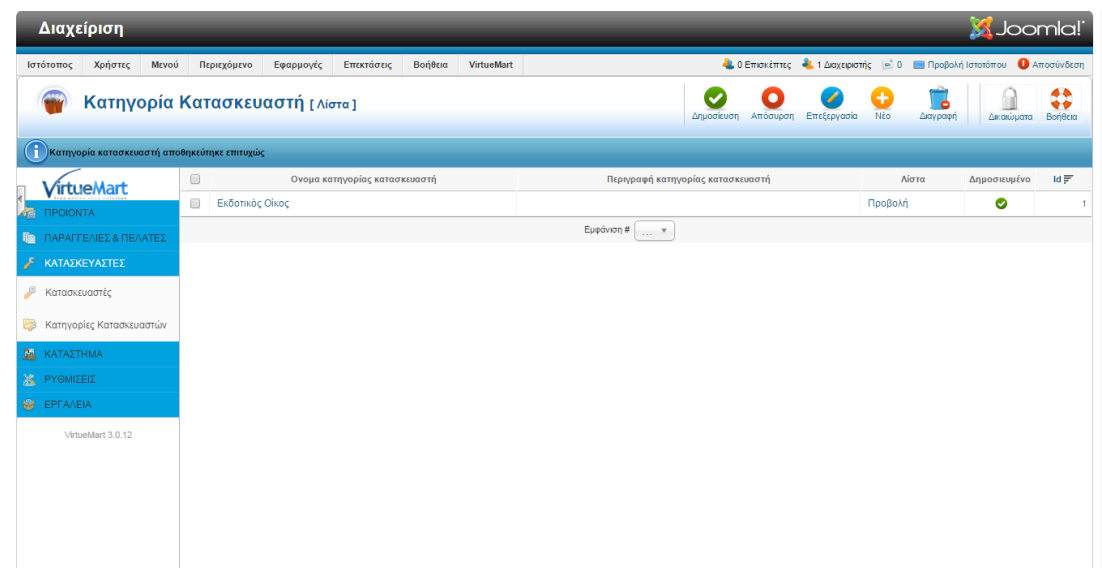 Διαχείριση
Joomla!
Ιστότοπος Χρήστες Μενού Περιεχόμενο Εφαρμογές Επεκτάσεις Βοήθεια VirtueMart 0 Επισκέπτες 1 Διαχειριστής 0 Προβολή Ιστοτόπου Αποσύνδεση
Κατηγορία Κατασκευαστή [ Λίστα ]
Δημοσίευση Απόσυρση Επεξεργασία Νέο Διαγραφή Δικαιώματα Βοήθεια
Κατηγορία κατασκευαστή αποθηκεύτηκε επιτυχώς
VirtueMart
Ονομα κατηγορίας κατασκευαστή Περιγραφή κατηγορίας κατασκευαστή Λίστα Δημοσιευμένο Id
Εκδοτικός Οίκος Προβολή 1
Εμφάνιση # ...
ΠΡΟΙΟΝΤΑ
ΠΑΡΑΓΓΕΛΙΕΣ & ΠΕΛΑΤΕΣ
ΚΑΤΑΣΚΕΥΑΣΤΕΣ
Κατασκευαστές
Κατηγορίες Κατασκευαστών
ΚΑΤΑΣΤΗΜΑ
ΡΥΘΜΙΣΕΙΣ
ΕΡΓΑΛΕΙΑ
VirtueMart 3.0.12